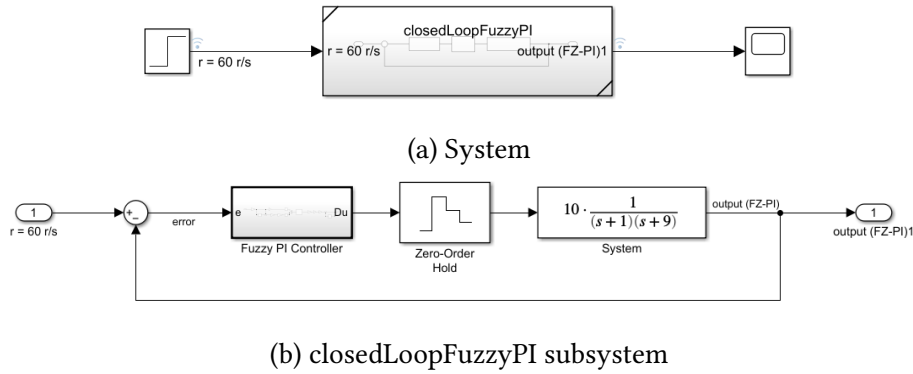 closedLoopFuzzyPI
r = 60 r/s
r = 60 r/s
output (FZ-PI)1
(a) System
1
r = 60 r/s
+
−
error
e
Du
Fuzzy PI Controller
Zero-Order
Hold
10 · 1 / (s + 1)(s + 9)
System
output (FZ-PI)
1
output (FZ-PI)1
(b) closedLoopFuzzyPI subsystem